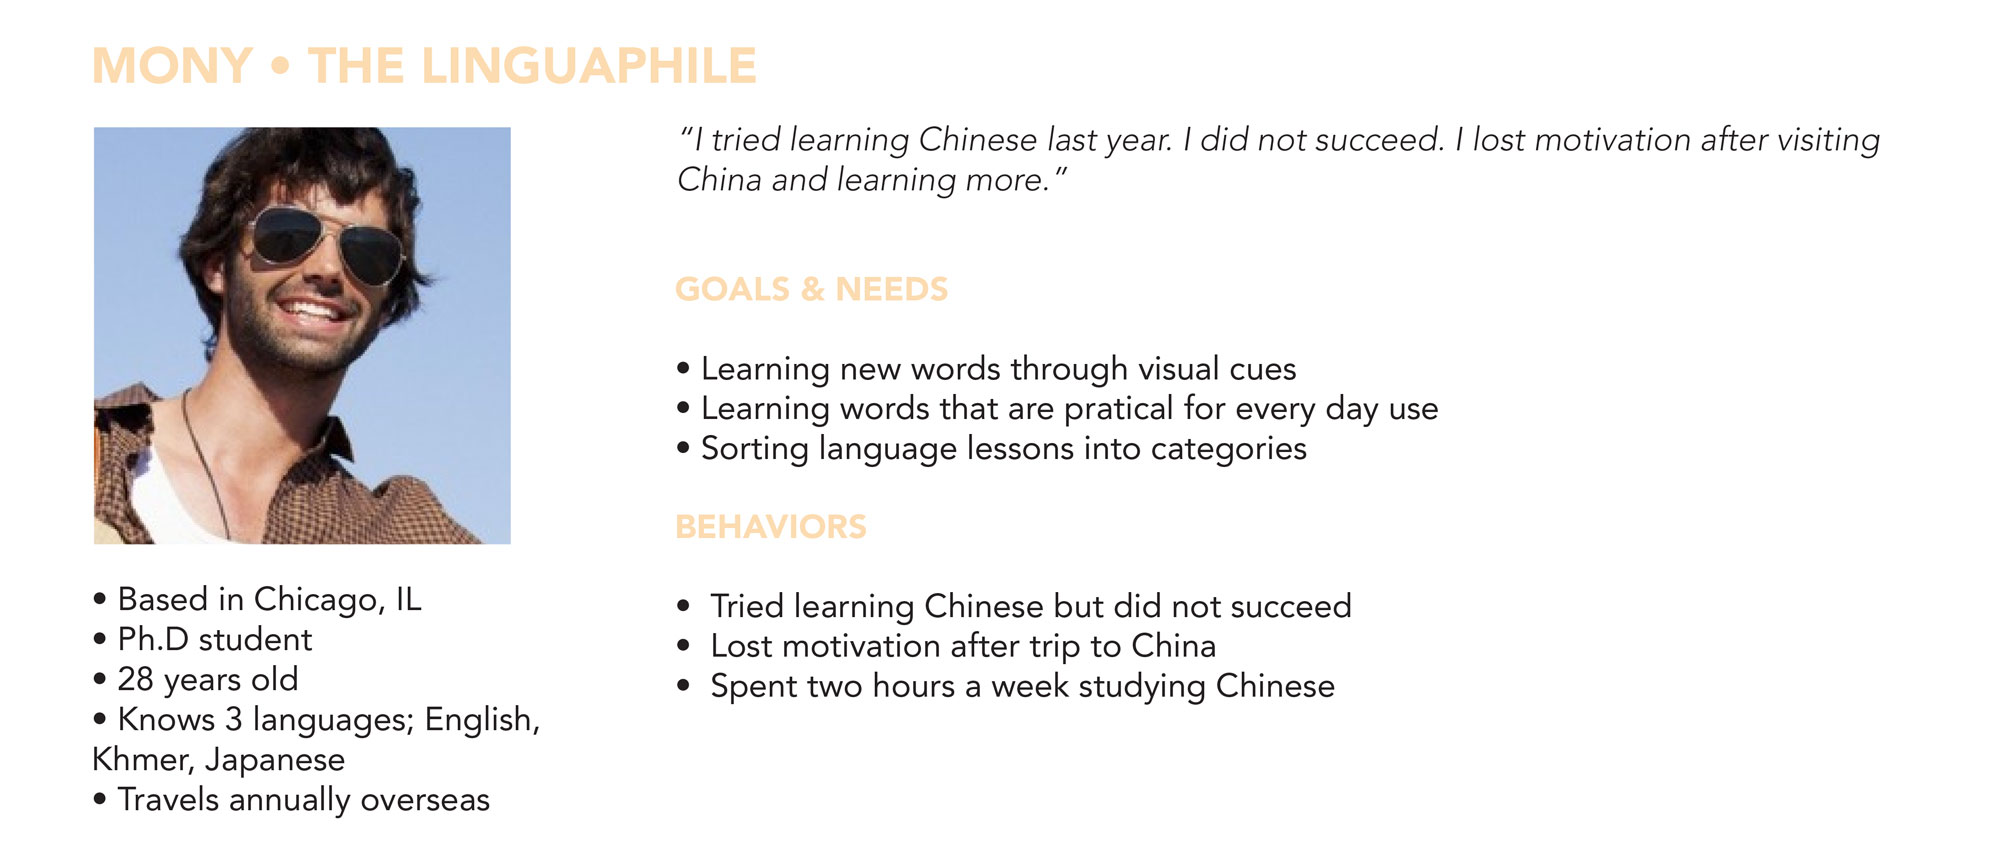 MONY • THE LINGUAPHILE
“I tried learning Chinese last year. I did not succeed. I lost motivation after visiting
China and learning more.”
GOALS & NEEDS
• Learning new words through visual cues
• Learning words that are pratical for every day use
• Sorting language lessons into categories
BEHAVIORS
• Tried learning Chinese but did not succeed
• Lost motivation after trip to China
• Spent two hours a week studying Chinese
• Based in Chicago, IL
• Ph.D student
• 28 years old
• Knows 3 languages; English,
Khmer, Japanese
• Travels annually overseas